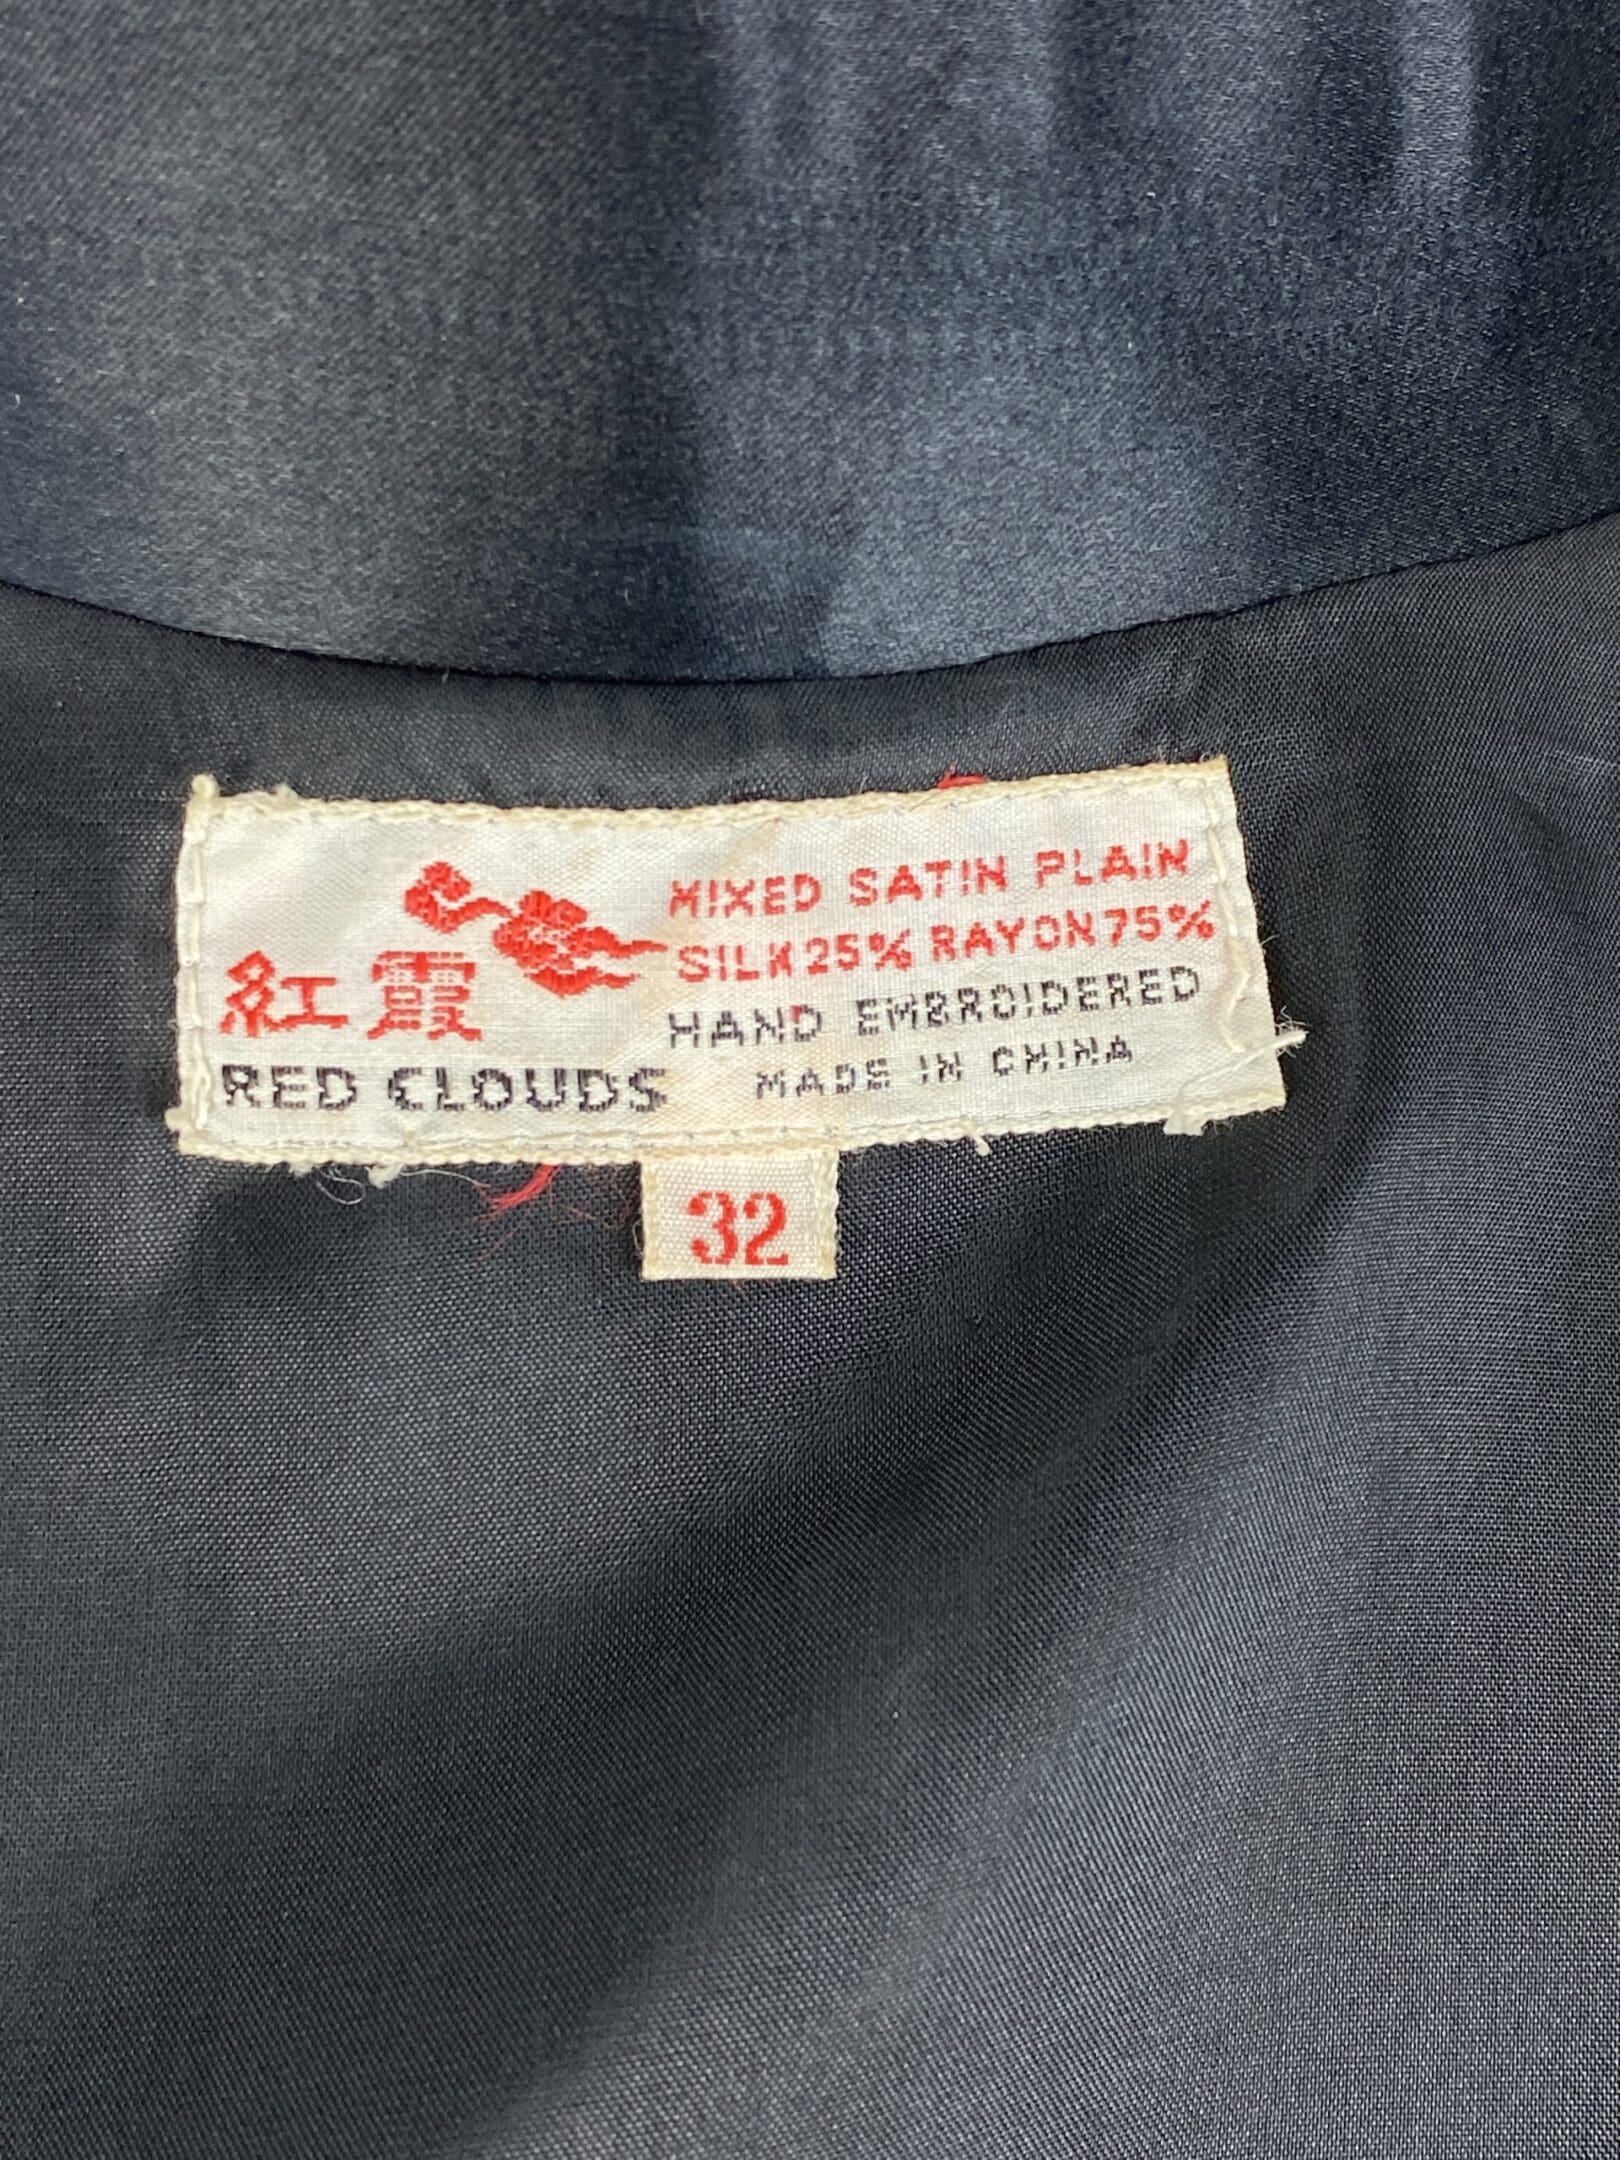 紅霞
RED CLOUDS
MIXED SATIN PLAIN
SILK 25% RAYON 75%
HAND EMBROIDERED
MADE IN CHINA
32